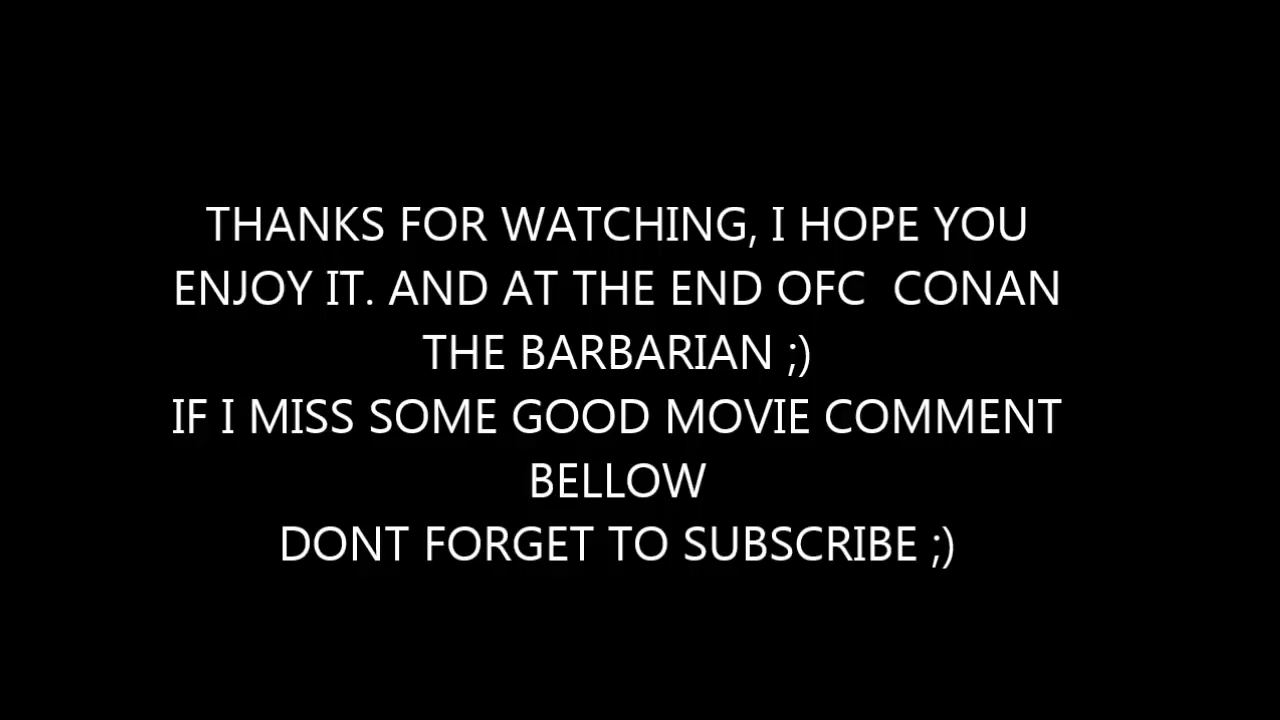 THANKS FOR WATCHING, I HOPE YOU
ENJOY IT. AND AT THE END OFC  CONAN
THE BARBARIAN ;)
IF I MISS SOME GOOD MOVIE COMMENT
BELLOW
DONT FORGET TO SUBSCRIBE ;)